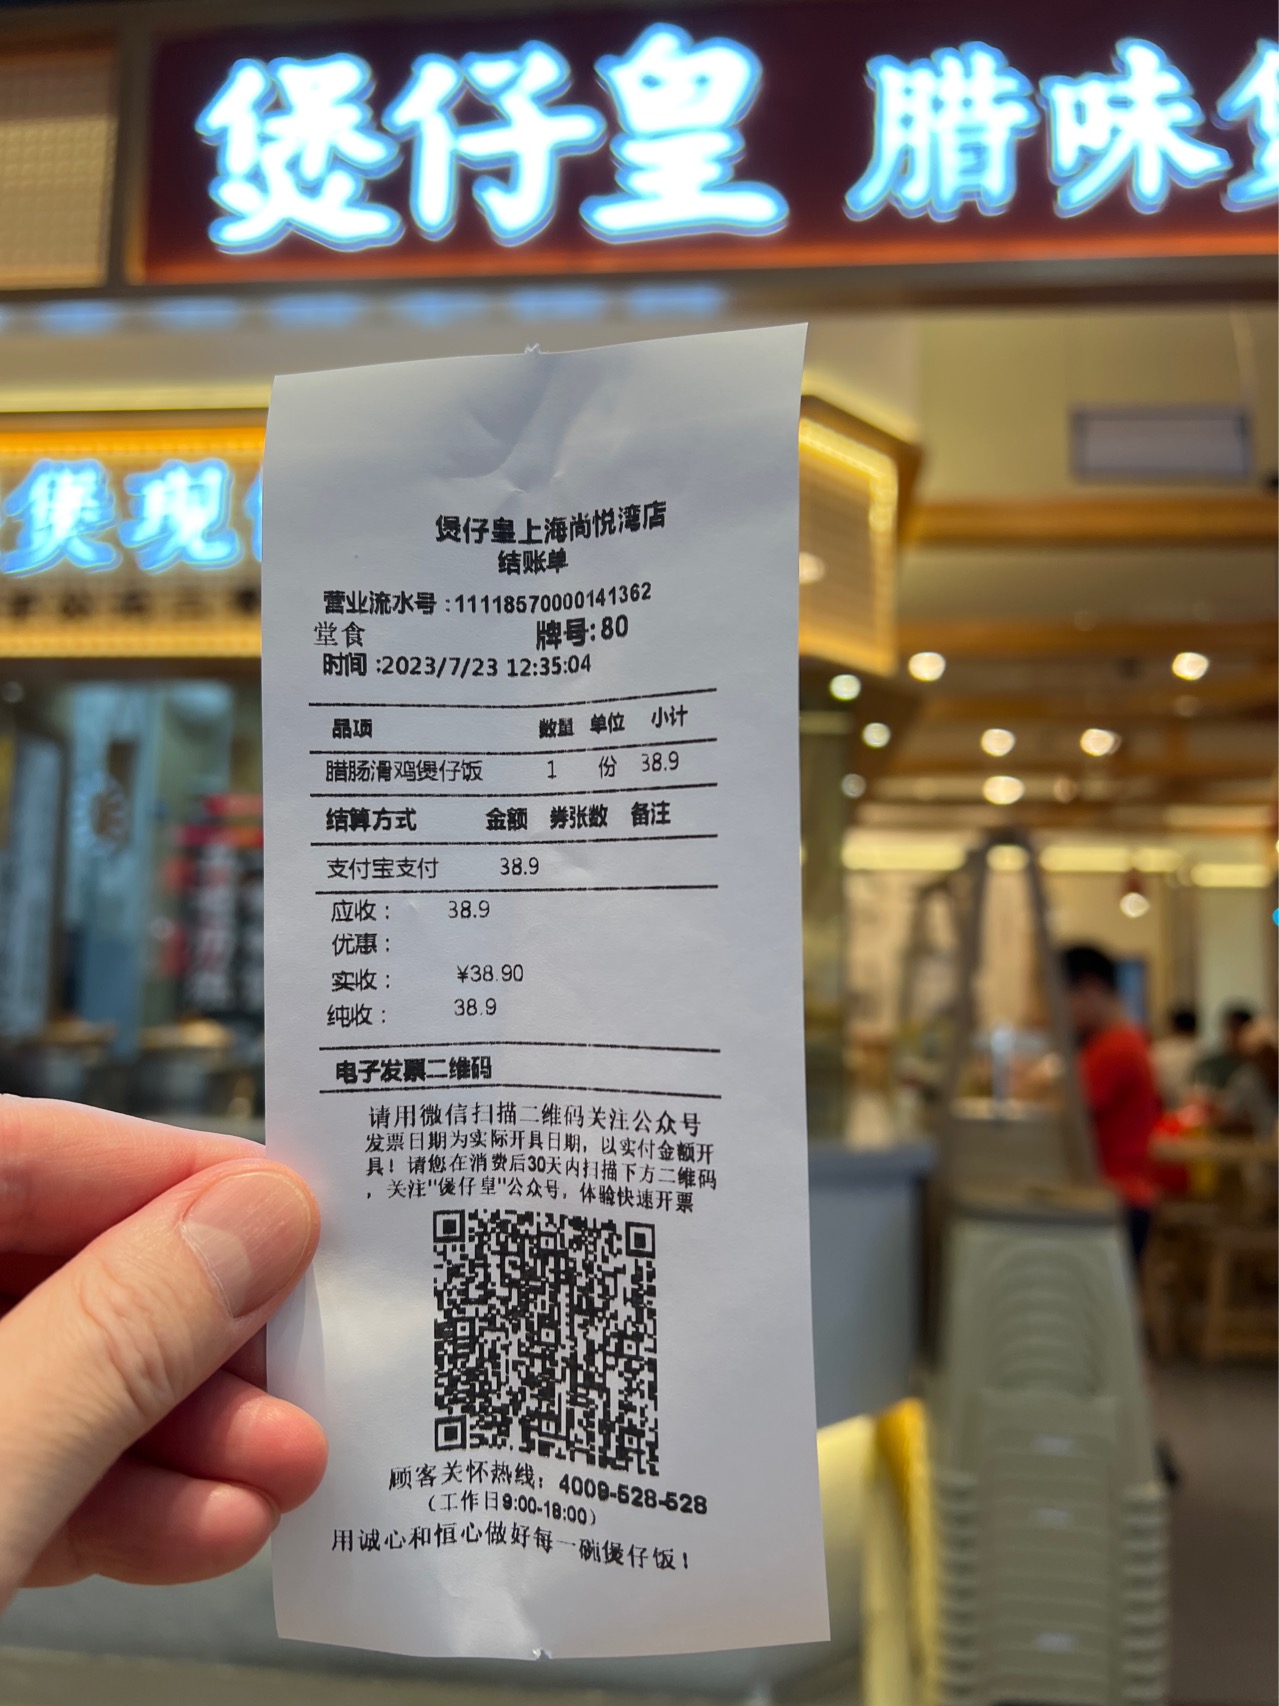 煲仔皇 腊味煲
煲现
煲仔皇上海尚悦湾店
结账单
营业流水号:11118570000141362
堂食 牌号:80
时间:2023/7/23 12:35:04
品项 数量 单位 小计
腊肠滑鸡煲仔饭 1 份 38.9
结算方式 金额 券张数 备注
支付宝支付 38.9
应收: 38.9
优惠:
实收: ¥38.90
纯收: 38.9
电子发票二维码
请用微信扫描二维码关注公众号
发票日期为实际开具日期,以实付金额开
具!请您在消费后30天内扫描下方二维码
,关注"煲仔皇"公众号,体验快速开票
顾客关怀热线:4009-528-528
(工作日9:00-18:00)
用诚心和恒心做好每一碗煲仔饭!